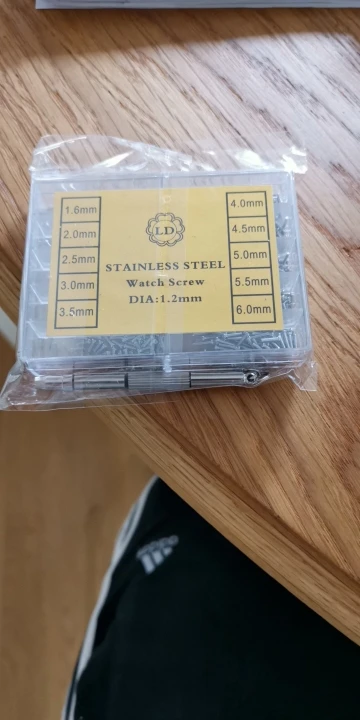 1.6mm
2.0mm
2.5mm
3.0mm
3.5mm
LD
STAINLESS STEEL
Watch Screw
DIA:1.2mm
4.0mm
4.5mm
5.0mm
5.5mm
6.0mm